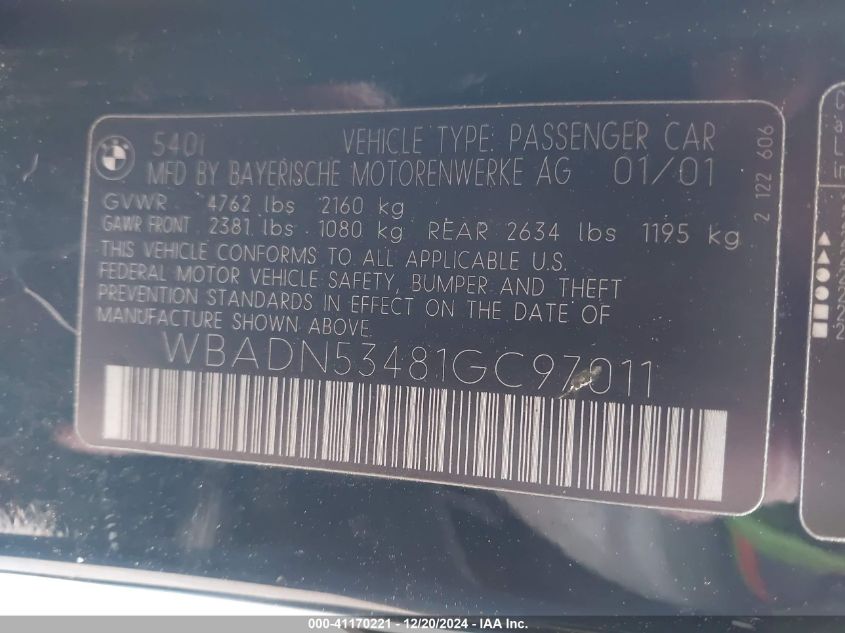 540i VEHICLE TYPE: PASSENGER CAR
MFD BY BAYERISCHE MOTORENWERKE AG 01/01
GVWR 4762 lbs 2160 kg
GAWR FRONT 2381 lbs 1080 kg REAR 2634 lbs 1195 kg
THIS VEHICLE CONFORMS TO ALL APPLICABLE U.S.
FEDERAL MOTOR VEHICLE SAFETY, BUMPER AND THEFT
PREVENTION STANDARDS IN EFFECT ON THE DATE OF
MANUFACTURE SHOWN ABOVE.
WBADN53481GC97011
2 122 606
00-41170221 - 12/20/2024 - IAA Inc.